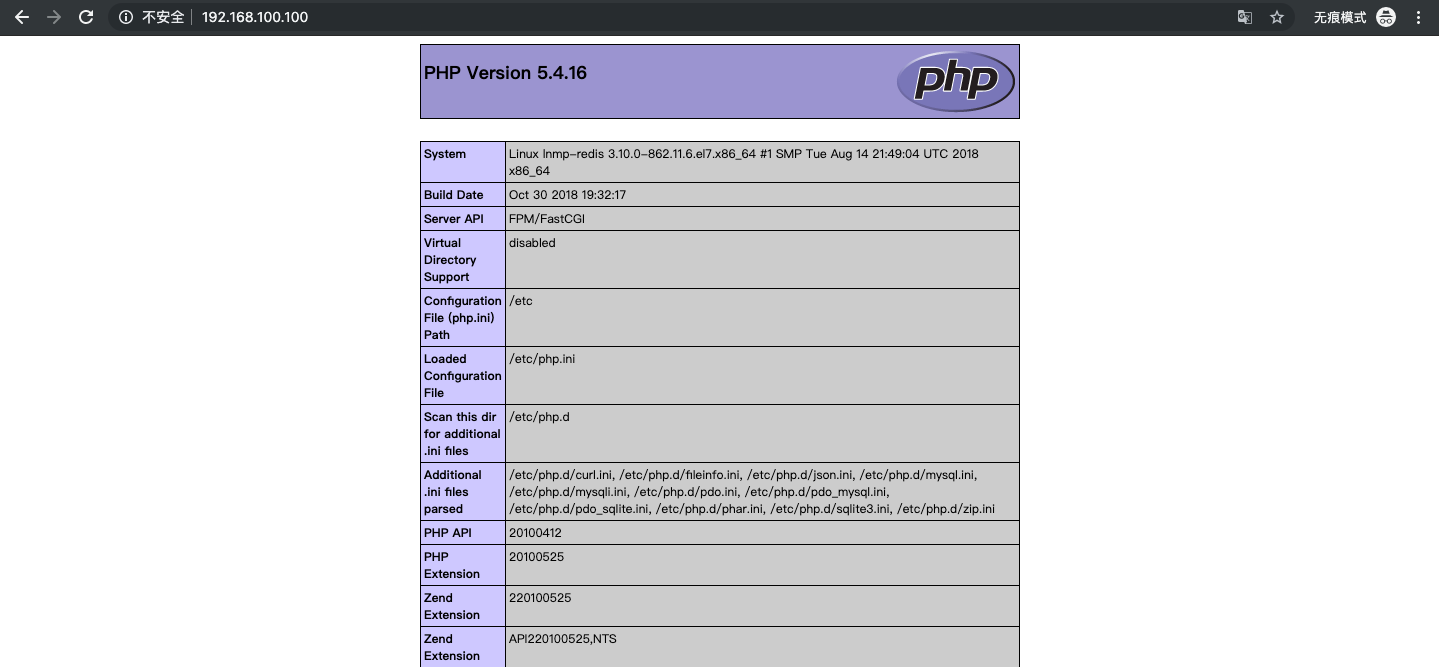 不安全 192.168.100.100 无痕模式
PHP Version 5.4.16
php
System
Linux lnmp-redis 3.10.0-862.11.6.el7.x86_64 #1 SMP Tue Aug 14 21:49:04 UTC 2018
x86_64
Build Date
Oct 30 2018 19:32:17
Server API
FPM/FastCGI
Virtual
Directory
Support
disabled
Configuration
File (php.ini)
Path
/etc
Loaded
Configuration
File
/etc/php.ini
Scan this dir
for additional
.ini files
/etc/php.d
Additional
.ini files
parsed
/etc/php.d/curl.ini, /etc/php.d/fileinfo.ini, /etc/php.d/json.ini, /etc/php.d/mysql.ini,
/etc/php.d/mysqli.ini, /etc/php.d/pdo.ini, /etc/php.d/pdo_mysql.ini,
/etc/php.d/pdo_sqlite.ini, /etc/php.d/phar.ini, /etc/php.d/sqlite3.ini, /etc/php.d/zip.ini
PHP API
20100412
PHP
Extension
20100525
Zend
Extension
220100525
Zend
Extension
API220100525,NTS